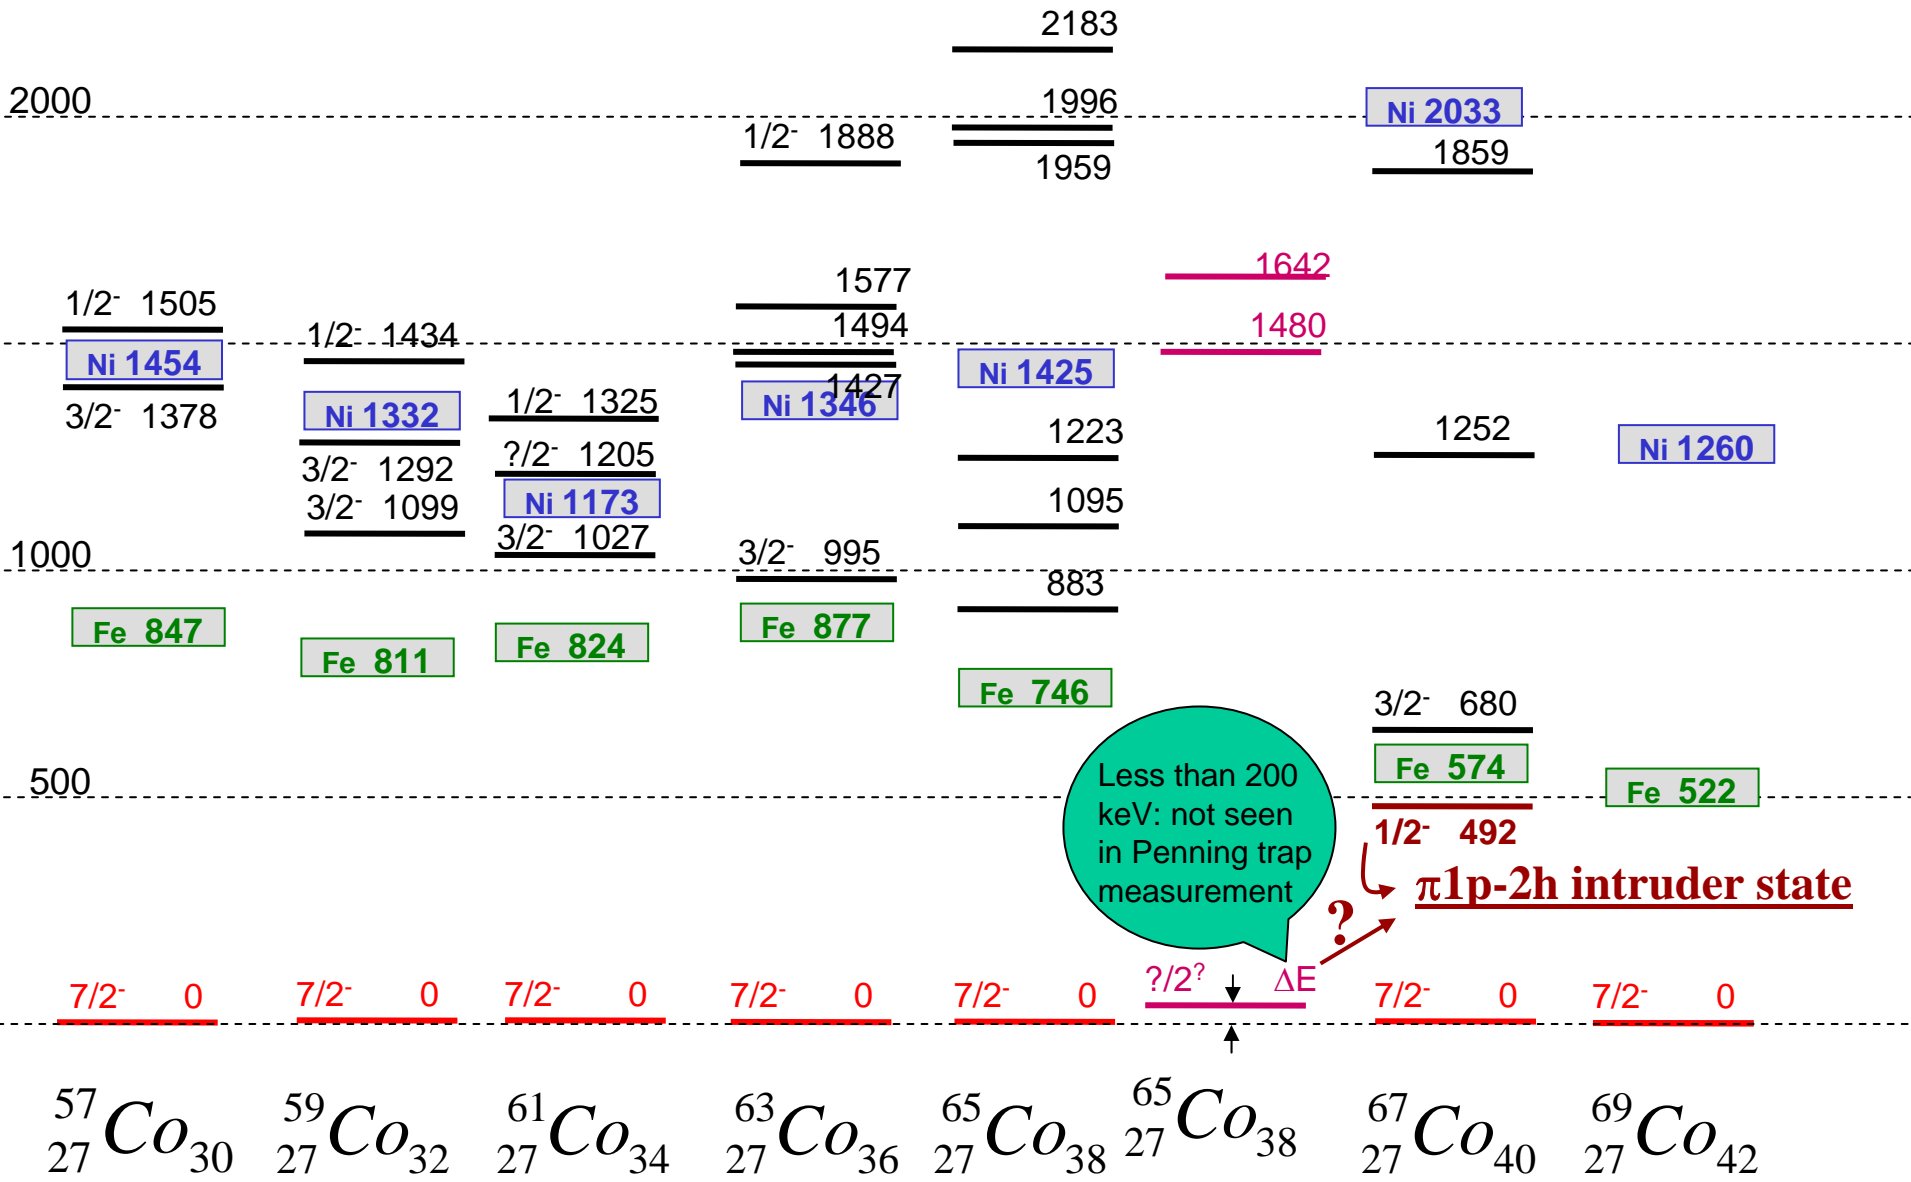 2183
2000
1996
Ni 2033
1/2- 1888
1959
1859
1577
1642
1/2- 1505
1494
1480
1/2- 1434
Ni 1454
1427
Ni 1425
3/2- 1378
Ni 1332
1/2- 1325
Ni 1346
1223
1252
Ni 1260
3/2- 1292
?/2- 1205
3/2- 1099
Ni 1173
1095
1000
3/2- 1027
3/2- 995
883
Fe 847
Fe 811
Fe 824
Fe 877
Fe 746
3/2- 680
500
Less than 200
keV: not seen
in Penning trap
measurement
Fe 574
Fe 522
1/2- 492
π1p-2h intruder state
?
?/2? ΔE
7/2- 0
7/2- 0
7/2- 0
7/2- 0
7/2- 0
7/2- 0
7/2- 0
57 27 Co 30
59 27 Co 32
61 27 Co 34
63 27 Co 36
65 27 Co 38
65 27 Co 38
67 27 Co 40
69 27 Co 42